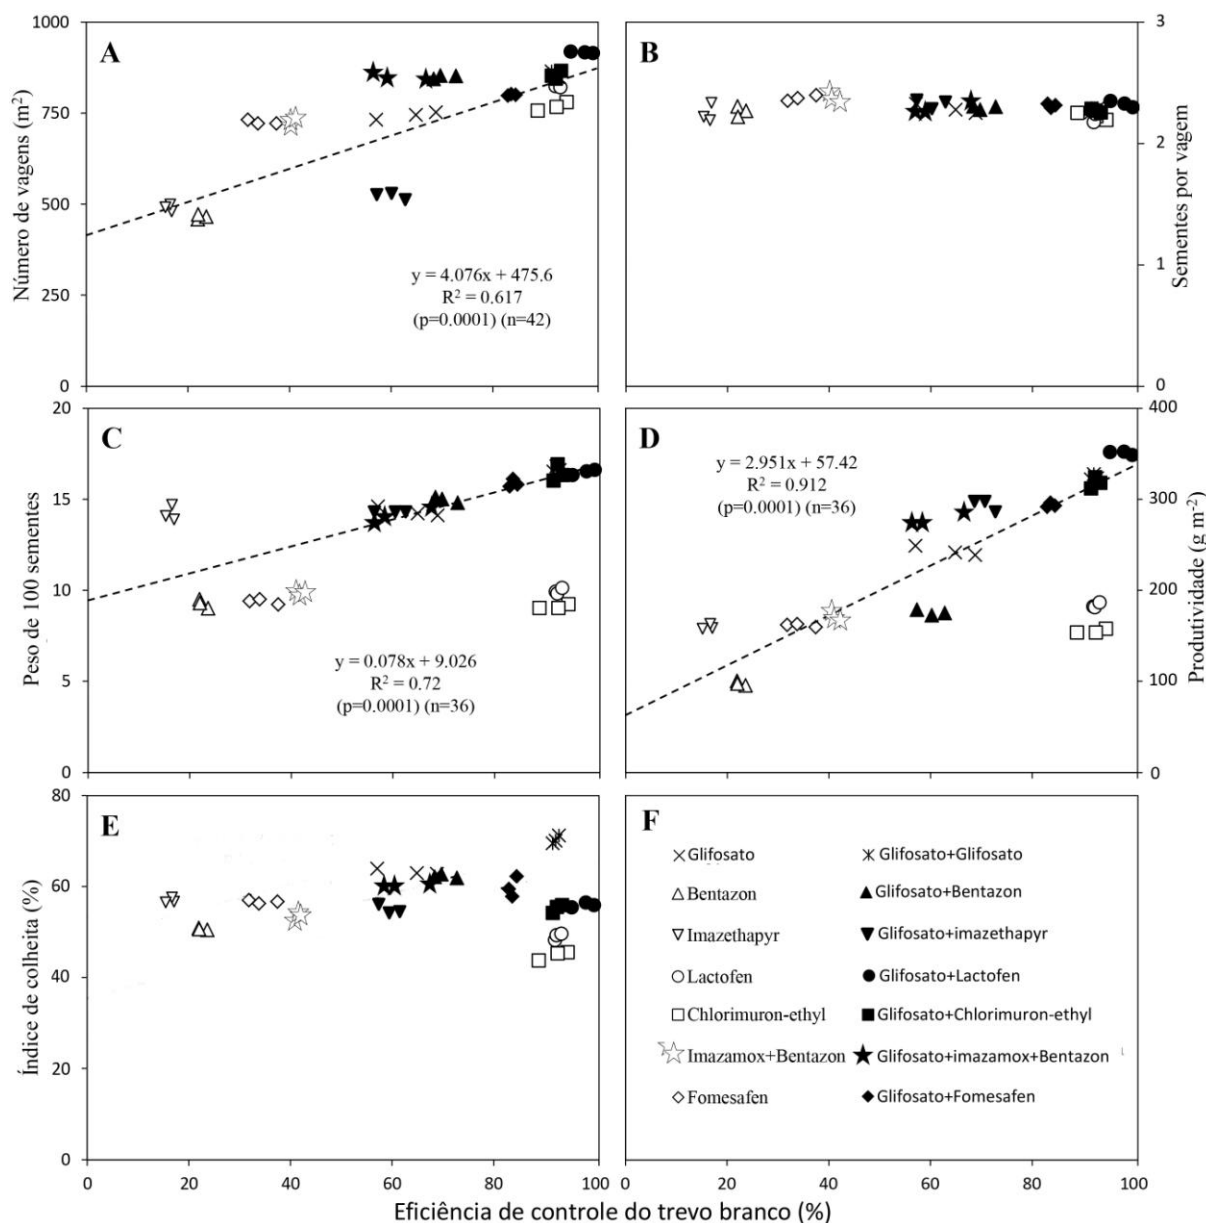 A
1000
750
500
250
0
Número de vagens (m²)
y = 4.076x + 475.6
R² = 0.617
(p=0.0001) (n=42)
B
3
2
1
0
Sementes por vagem
C
20
15
10
5
0
Peso de 100 sementes
y = 0.078x + 9.026
R² = 0.72
(p=0.0001) (n=36)
D
400
300
200
100
0
Produtividade (g m⁻²)
y = 2.951x + 57.42
R² = 0.912
(p=0.0001) (n=36)
E
80
60
40
20
0
Índice de colheita (%)
0 20 40 60 80 100
F
Glifosato Glifosato+Glifosato
Bentazon Glifosato+Bentazon
Imazethapyr Glifosato+imazethapyr
Lactofen Glifosato+Lactofen
Chlorimuron-ethyl Glifosato+Chlorimuron-ethyl
Imazamox+Bentazon Glifosato+imazamox+Bentazon
Fomesafen Glifosato+Fomesafen
0 20 40 60 80 100
Eficiência de controle do trevo branco (%)